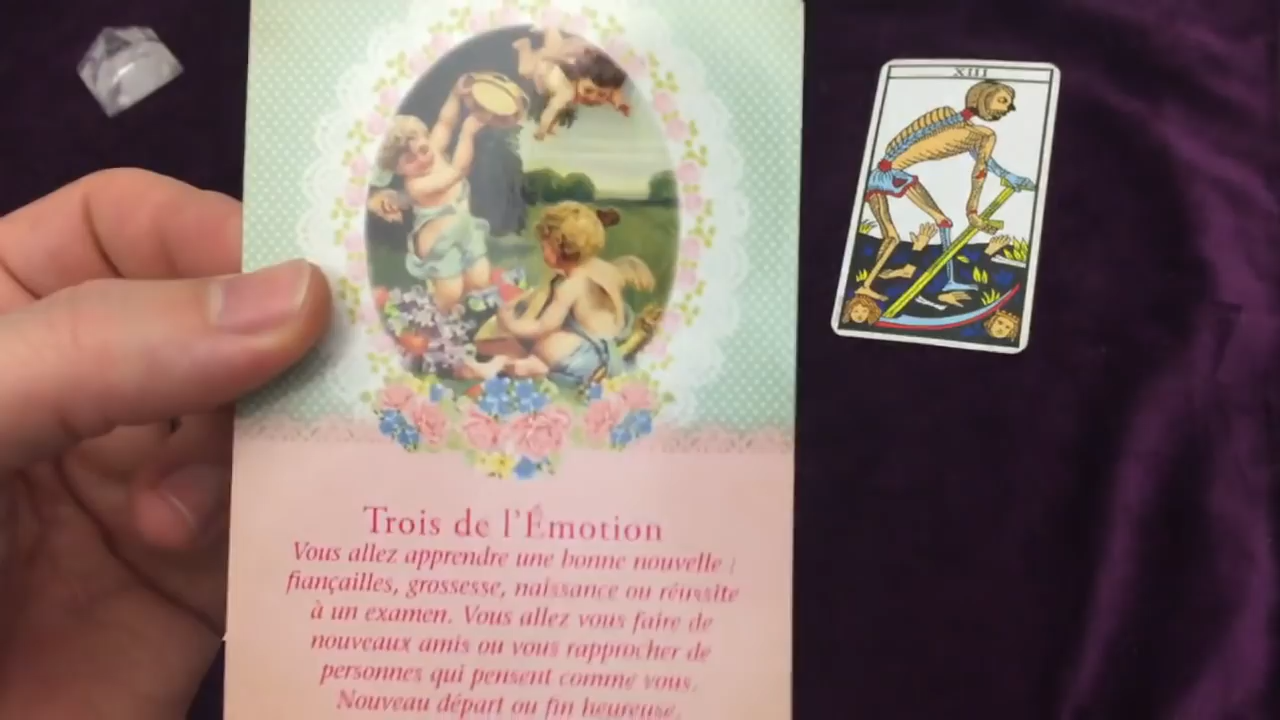 XIII
Trois de l'Émotion
Vous allez apprendre une bonne nouvelle :
fiançailles, grossesse, naissance ou réussite
à un examen. Vous allez vous faire de
nouveaux amis ou vous rapprocher de
personnes qui pensent comme vous.
Nouveau départ ou fin heureuse.